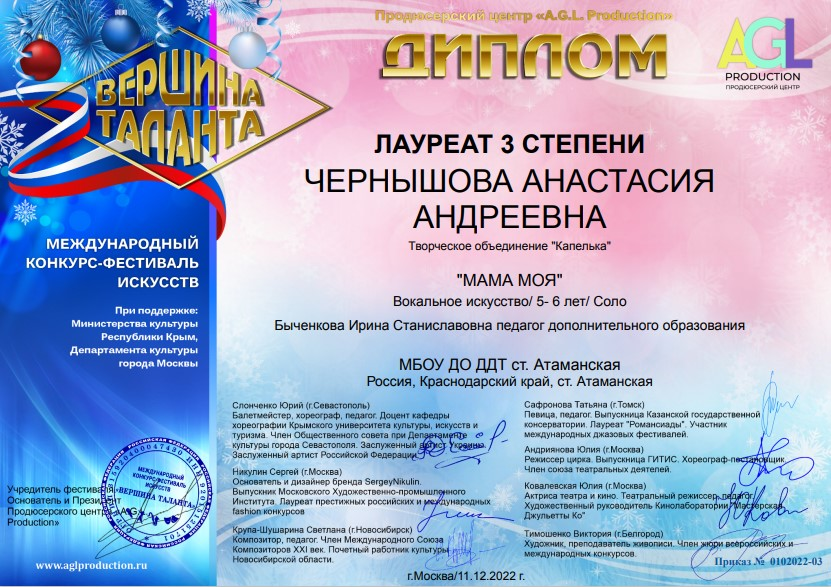 Продюсерский центр «A.G.L. Production»
ДИПЛОМ
AGL
PRODUCTION
ПРОДЮСЕРСКИЙ ЦЕНТР
ВЕРШИНА
ТАЛАНТА
МЕЖДУНАРОДНЫЙ
КОНКУРС-ФЕСТИВАЛЬ
ИСКУССТВ
При поддержке:
Министерства культуры
Республики Крым,
Департамента культуры
города Москвы
ЛАУРЕАТ 3 СТЕПЕНИ
ЧЕРНЫШОВА АНАСТАСИЯ
АНДРЕЕВНА
Творческое объединение "Капелька"
"МАМА МОЯ"
Вокальное искусство/ 5- 6 лет/ Соло
Быченкова Ирина Станиславовна педагог дополнительного образования
МБОУ ДО ДДТ ст. Атаманская
Россия, Краснодарский край, ст. Атаманская
Слонченко Юрий (г.Севастополь)
Балетмейстер, хореограф, педагог. Доцент кафедры
хореографии Крымского университета культуры, искусств и
туризма. Член Общественного совета при Департаменте
культуры города Севастополя. Заслуженный артист Украины.
Заслуженный артист Российской Федерации.
Никулин Сергей (г.Москва)
Основатель и дизайнер бренда SergeyNikulin.
Выпускник Московского Художественно-промышленного
Института. Лауреат престижных российских и международных
fashion конкурсов
Крупа-Шушарина Светлана (г.Новосибирск)
Композитор, педагог. Член Международного Союза
Композиторов XXI век. Почетный работник культуры
Новосибирской области.
Сафронова Татьяна (г.Томск)
Певица, педагог. Выпускница Казанской государственной
консерватории. Лауреат "Романсиады". Участник
международных джазовых фестивалей.
Андриянова Юлия (г.Москва)
Режиссер цирка. Выпускница ГИТИС. Хореограф-постановщик.
Член союза театральных деятелей.
Ковалевская Юлия (г.Москва)
Актриса театра и кино. Театральный режиссер, педагог.
Художественный руководитель Кинолаборатории "Мастерская
Джульетты Ко"
Тимошенко Виктория (г.Белгород)
Художник, преподаватель живописи. Член жюри всероссийских и
международных конкурсов.
Учредитель фестиваля
Основатель и Президент
Продюсерского центра «A.G.L.
Production»
МЕЖДУНАРОДНЫЙ
КОНКУРС-ФЕСТИВАЛЬ
ИСКУССТВ
«ВЕРШИНА ТАЛАНТА»
www.aglproduction.ru
Приказ № 0102022-03
г.Москва/11.12.2022 г.